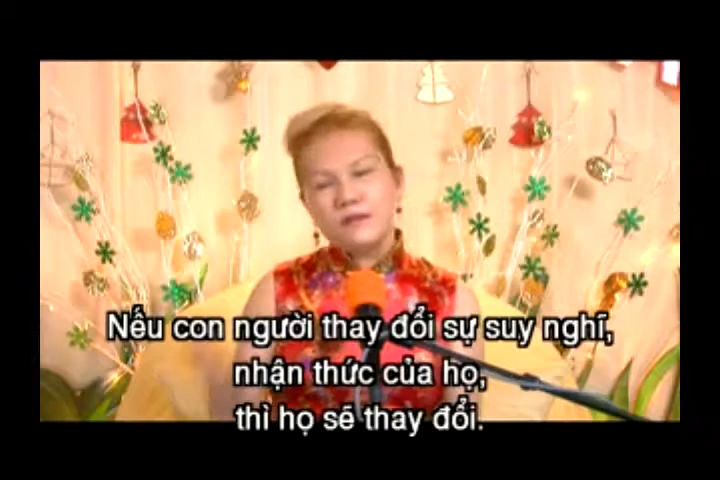 Nếu con người thay đổi sự suy nghĩ,
nhận thức của họ,
thì họ sẽ thay đổi.